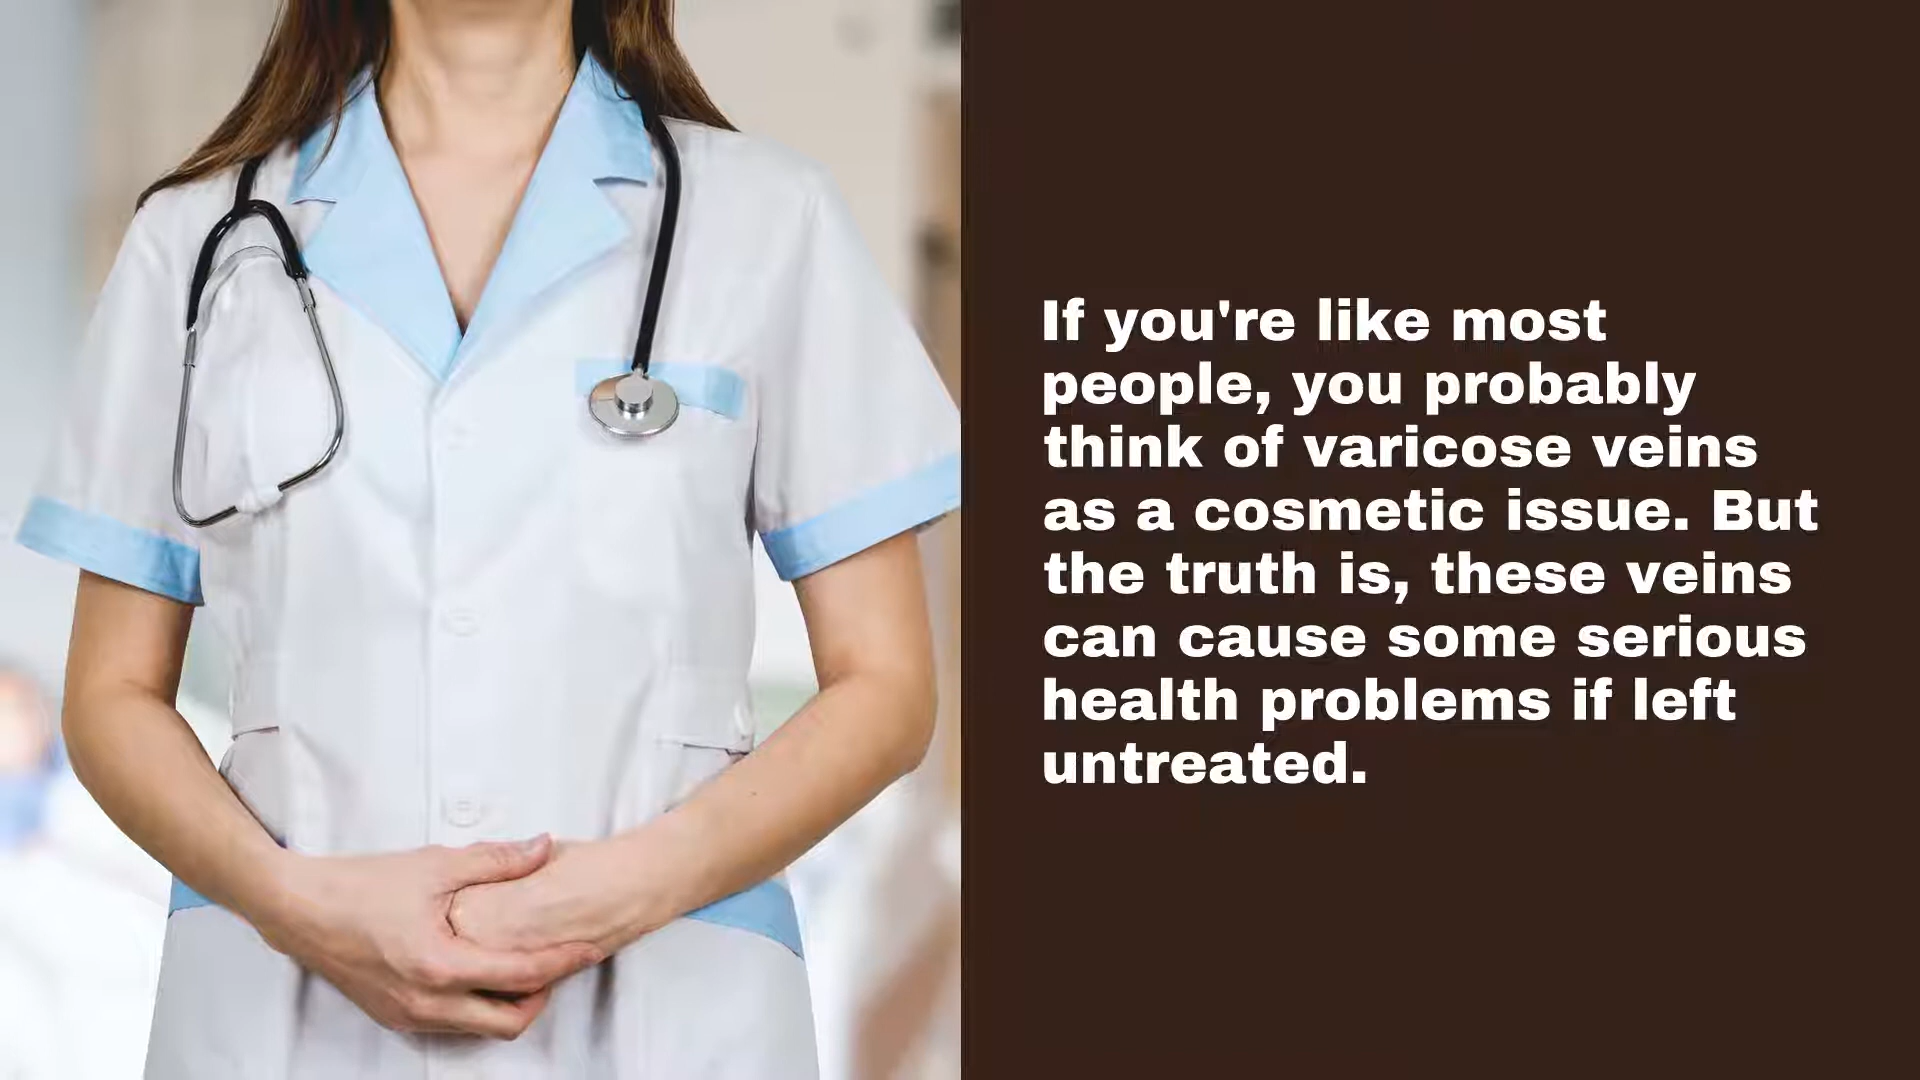 If you're like most
people, you probably
think of varicose veins
as a cosmetic issue. But
the truth is, these veins
can cause some serious
health problems if left
untreated.